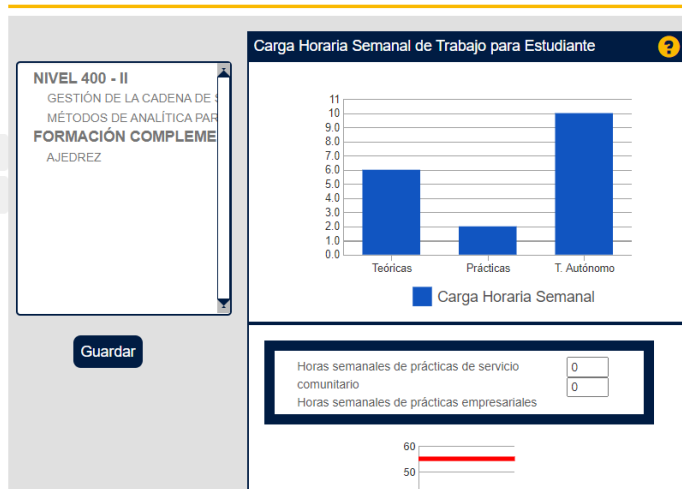 NIVEL 400 - II
GESTIÓN DE LA CADENA DE
MÉTODOS DE ANALÍTICA PAR
FORMACIÓN COMPLEME
AJEDREZ
Guardar
Carga Horaria Semanal de Trabajo para Estudiante
?
11
10
9.0
8.0
7.0
6.0
5.0
4.0
3.0
2.0
1.0
0.0
Teóricas Prácticas T. Autónomo
Carga Horaria Semanal
Horas semanales de prácticas de servicio 0
comunitario 0
Horas semanales de prácticas empresariales
60
50